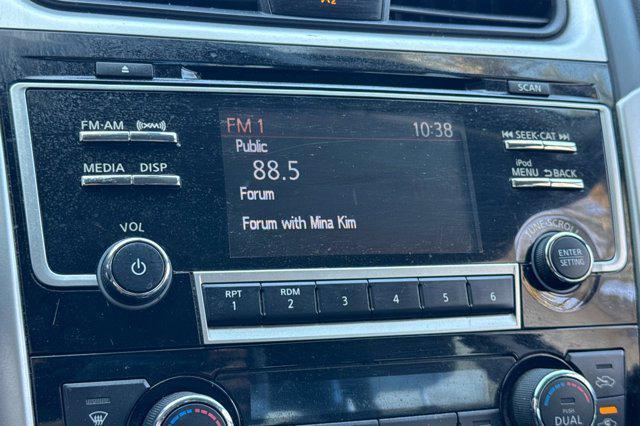 SCAN
FM·AM XM
MEDIA DISP
FM 1 10:38
Public
88.5
Forum
Forum with Mina Kim
SEEK·CAT
iPod
MENU BACK
VOL
TUNE·SCROLL
ENTER
SETTING
RPT
1
RDM
2
3
4
5
6
PUSH
DUAL